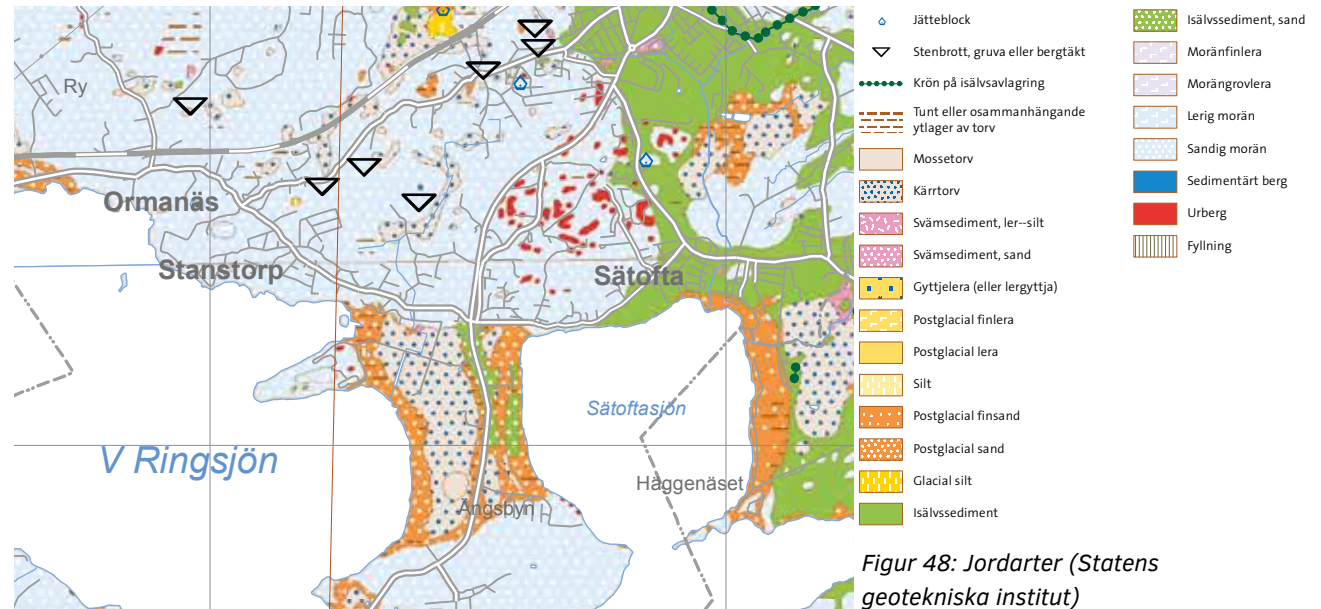 Ry
Ormanäs
Stanstorp
Sätofta
Sätoftasjön
V Ringsjön
Häggenäset
Ängsbyn
Jätteblock
Stenbrott, gruva eller bergtäkt
Krön på isälvsavlagring
Tunt eller osammanhängande
ytlager av torv
Mossetorv
Kärrtorv
Svämsediment, ler--silt
Svämsediment, sand
Gyttjelera (eller lergyttja)
Postglacial finlera
Postglacial lera
Silt
Postglacial finsand
Postglacial sand
Glacial silt
Isälvssediment
Isälvssediment, sand
Moränfinlera
Morängrovlera
Lerig morän
Sandig morän
Sedimentärt berg
Urberg
Fyllning
Figur 48: Jordarter (Statens
geotekniska institut)